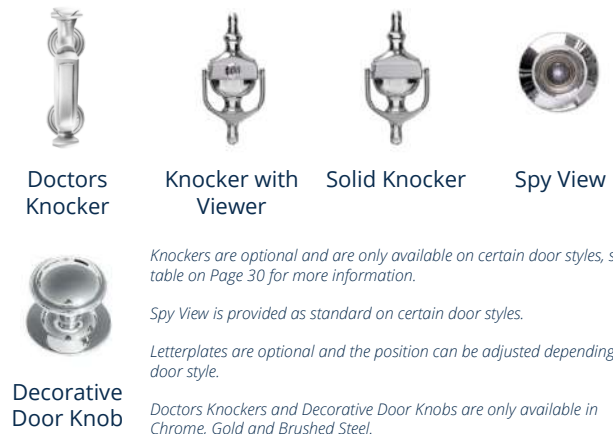 Doctors
Knocker
Knocker with
Viewer
Solid Knocker
Spy View
Decorative
Door Knob
Knockers are optional and are only available on certain door styles, s
table on Page 30 for more information.
Spy View is provided as standard on certain door styles.
Letterplates are optional and the position can be adjusted depending
door style.
Doctors Knockers and Decorative Door Knobs are only available in
Chrome, Gold and Brushed Steel.